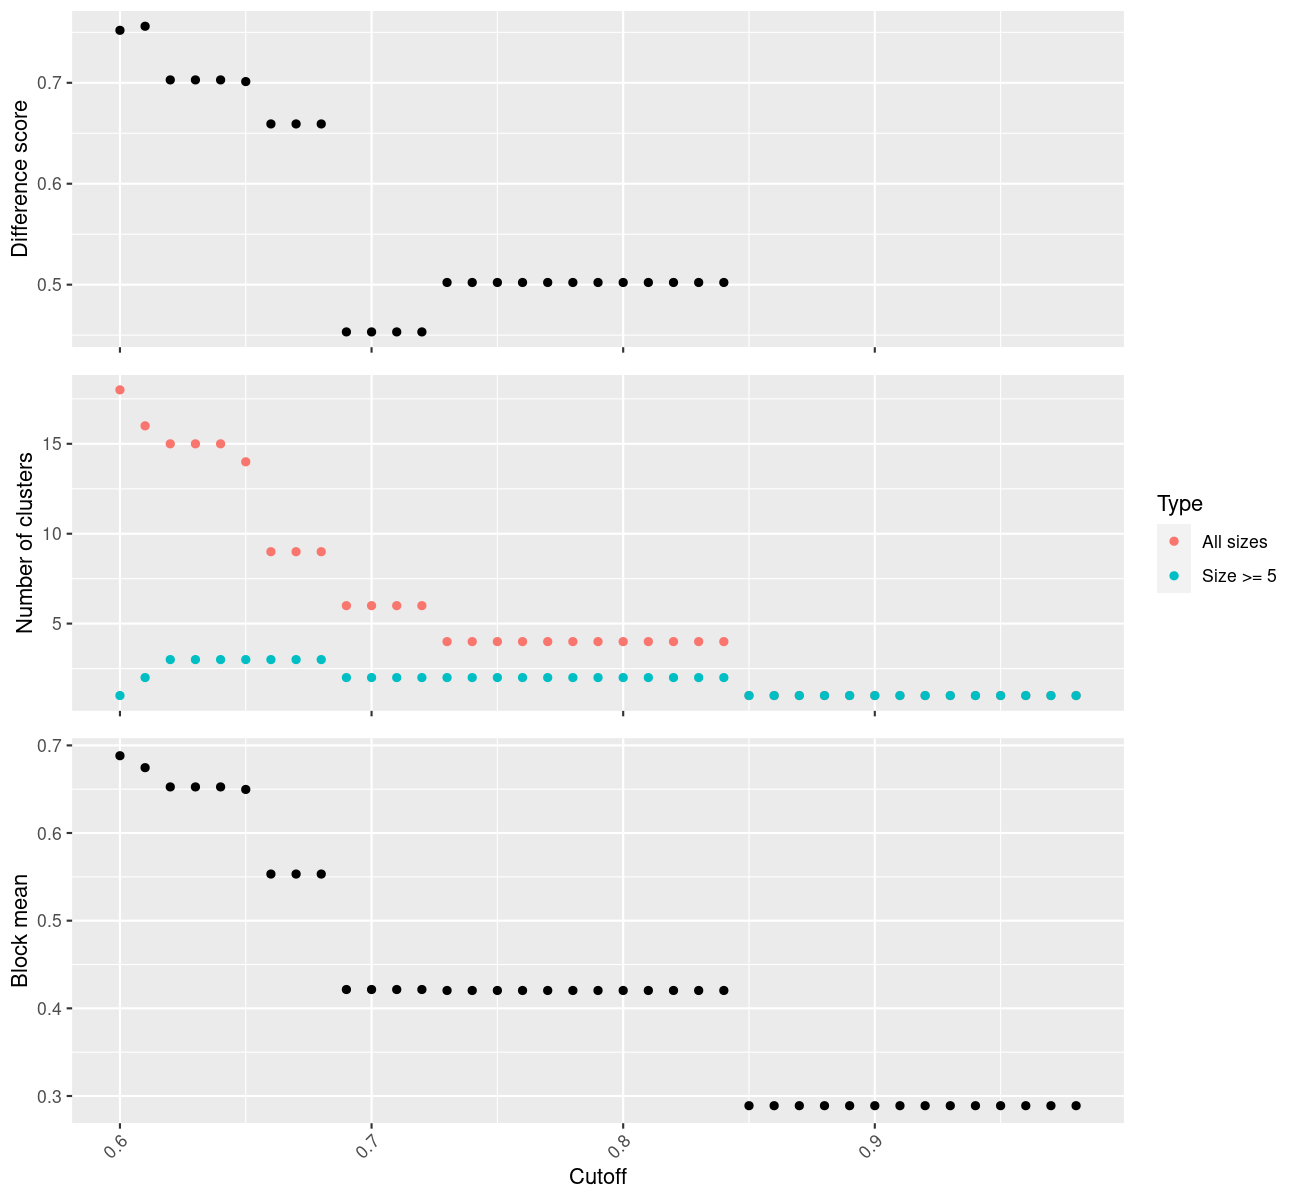 Difference score
0.7
0.6
0.5
Number of clusters
15
10
5
Type
All sizes
Size >= 5
Block mean
0.7
0.6
0.5
0.4
0.3
0.6
0.7
0.8
0.9
Cutoff